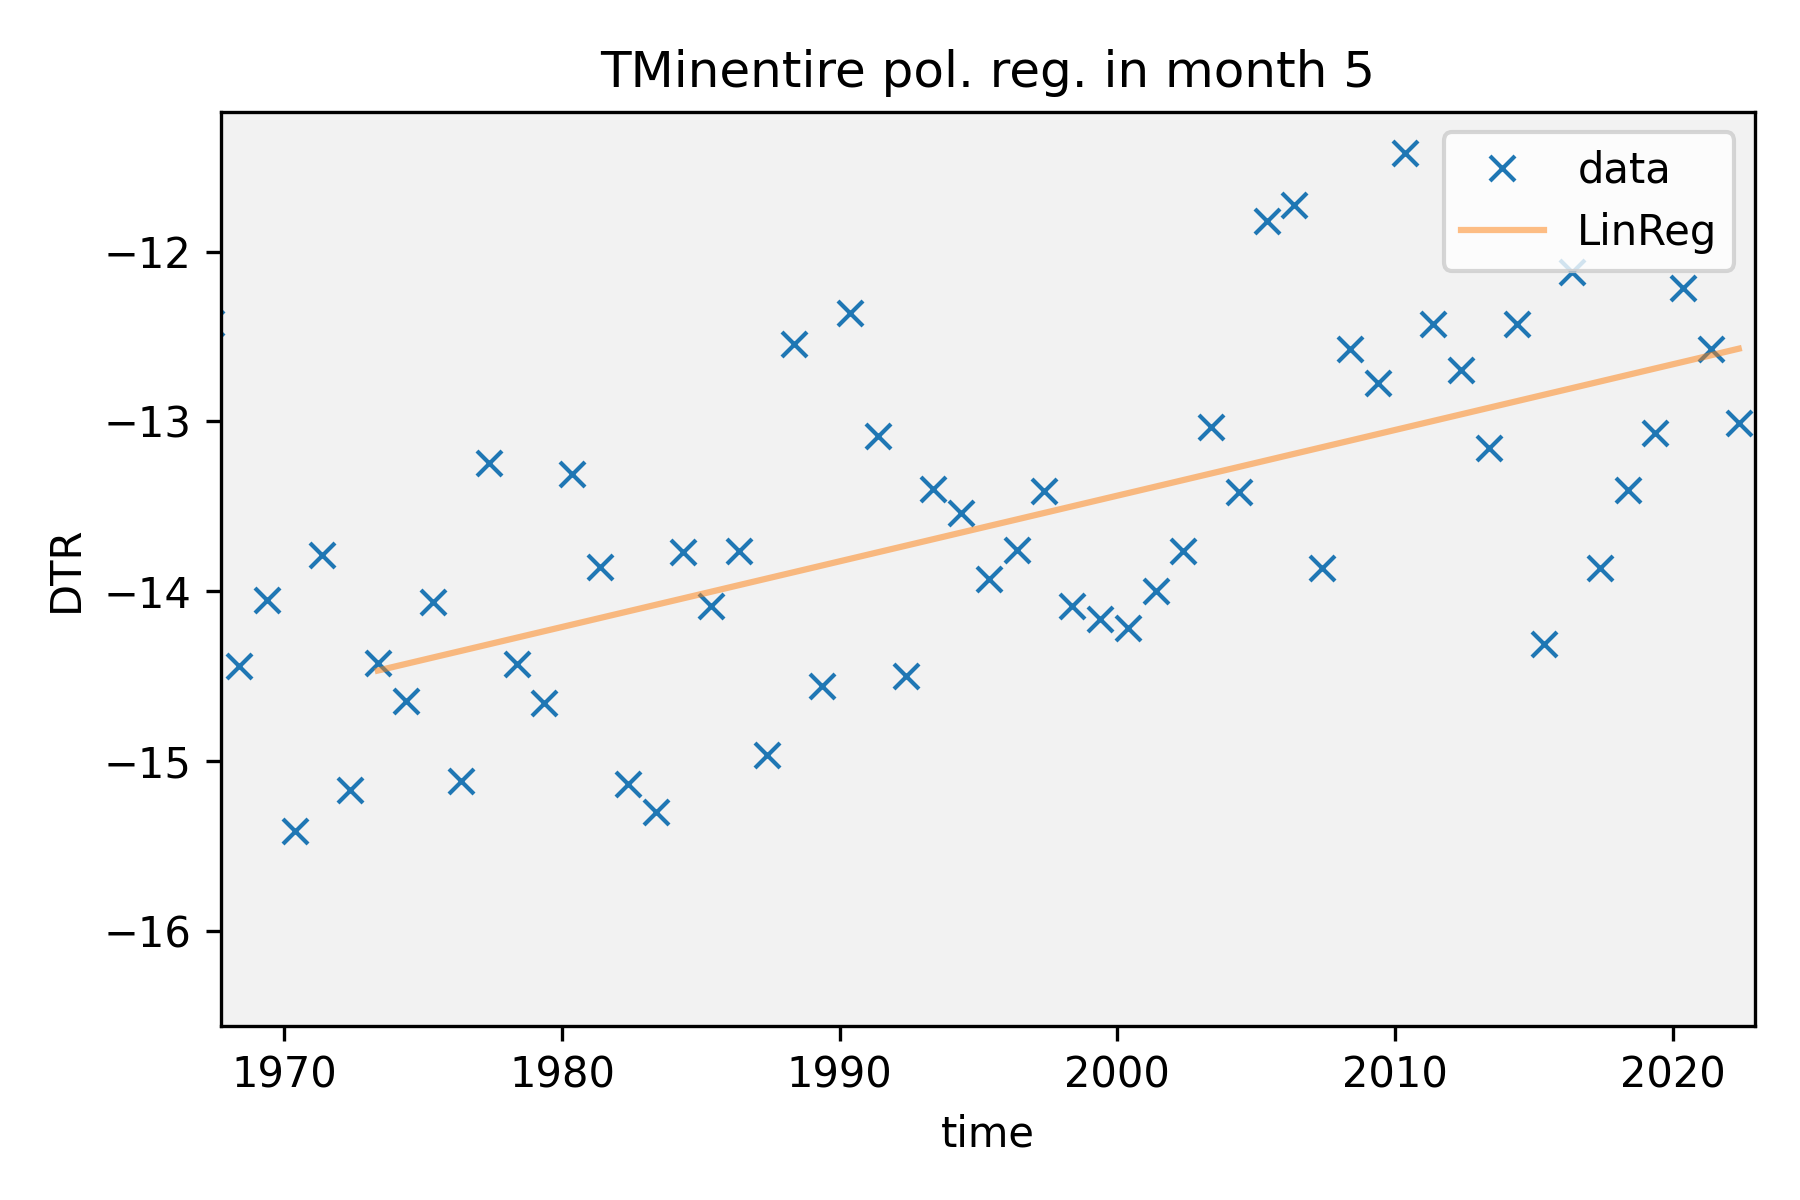 TMinentire pol. reg. in month 5
data
LinReg
−12
−13
−14
−15
−16
DTR
1970 1980 1990 2000 2010 2020
time